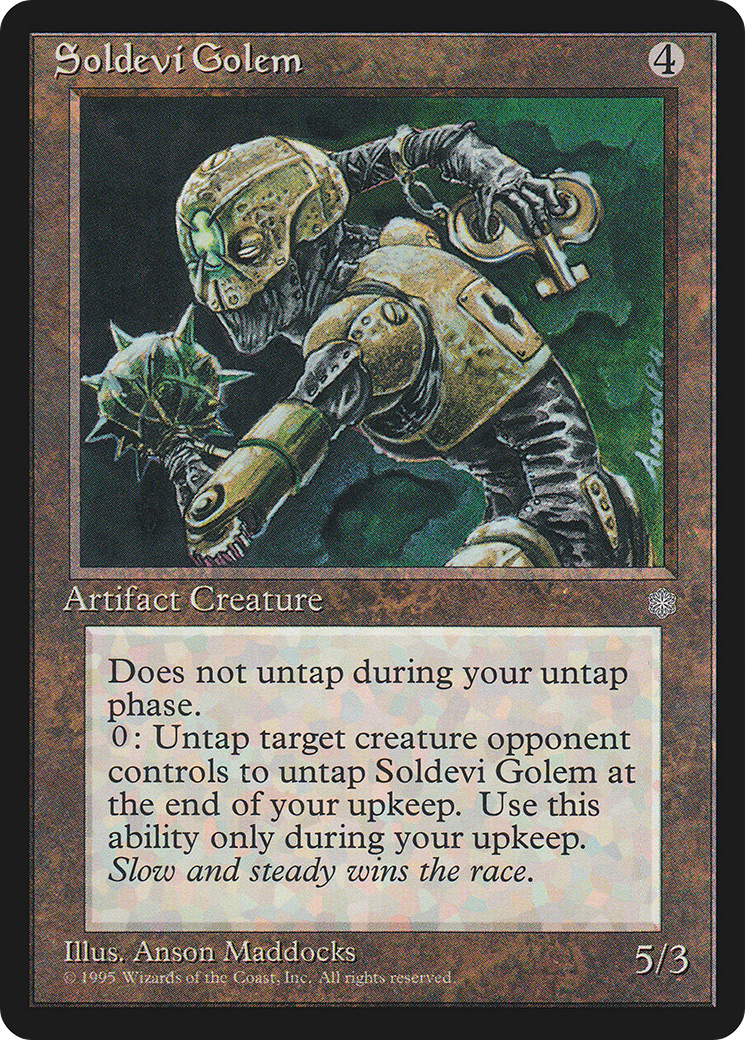 Soldevi Golem 4
ANSON
Artifact Creature
Does not untap during your untap
phase.
0: Untap target creature opponent
controls to untap Soldevi Golem at
the end of your upkeep. Use this
ability only during your upkeep.
Slow and steady wins the race.
Illus. Anson Maddocks
5/3
© 1995 Wizards of the Coast, Inc. All rights reserved.